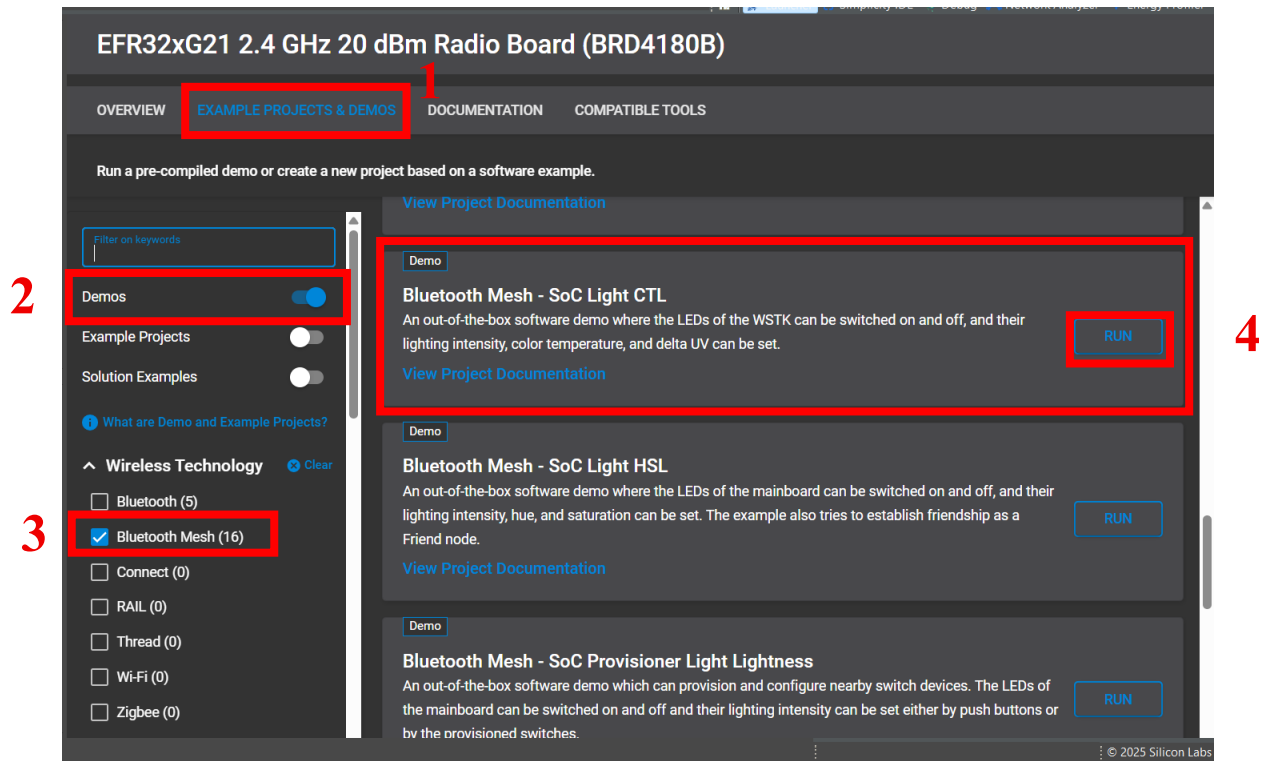 Simplicity IDE Debug Network Analyzer Energy Profiler
EFR32xG21 2.4 GHz 20 dBm Radio Board (BRD4180B)
1
OVERVIEW EXAMPLE PROJECTS & DEMOS DOCUMENTATION COMPATIBLE TOOLS
Run a pre-compiled demo or create a new project based on a software example.
Filter on keywords
2
Demos
Example Projects
Solution Examples
What are Demo and Example Projects?
Wireless Technology Clear
Bluetooth (5)
3
Bluetooth Mesh (16)
Connect (0)
RAIL (0)
Thread (0)
Wi-Fi (0)
Zigbee (0)
View Project Documentation
Demo
Bluetooth Mesh - SoC Light CTL
An out-of-the-box software demo where the LEDs of the WSTK can be switched on and off, and their
lighting intensity, color temperature, and delta UV can be set.
RUN
4
View Project Documentation
Demo
Bluetooth Mesh - SoC Light HSL
An out-of-the-box software demo where the LEDs of the mainboard can be switched on and off, and their
lighting intensity, hue, and saturation can be set. The example also tries to establish friendship as a
Friend node.
RUN
View Project Documentation
Demo
Bluetooth Mesh - SoC Provisioner Light Lightness
An out-of-the-box software demo which can provision and configure nearby switch devices. The LEDs of
the mainboard can be switched on and off and their lighting intensity can be set either by push buttons or
by the provisioned switches.
RUN
© 2025 Silicon Labs